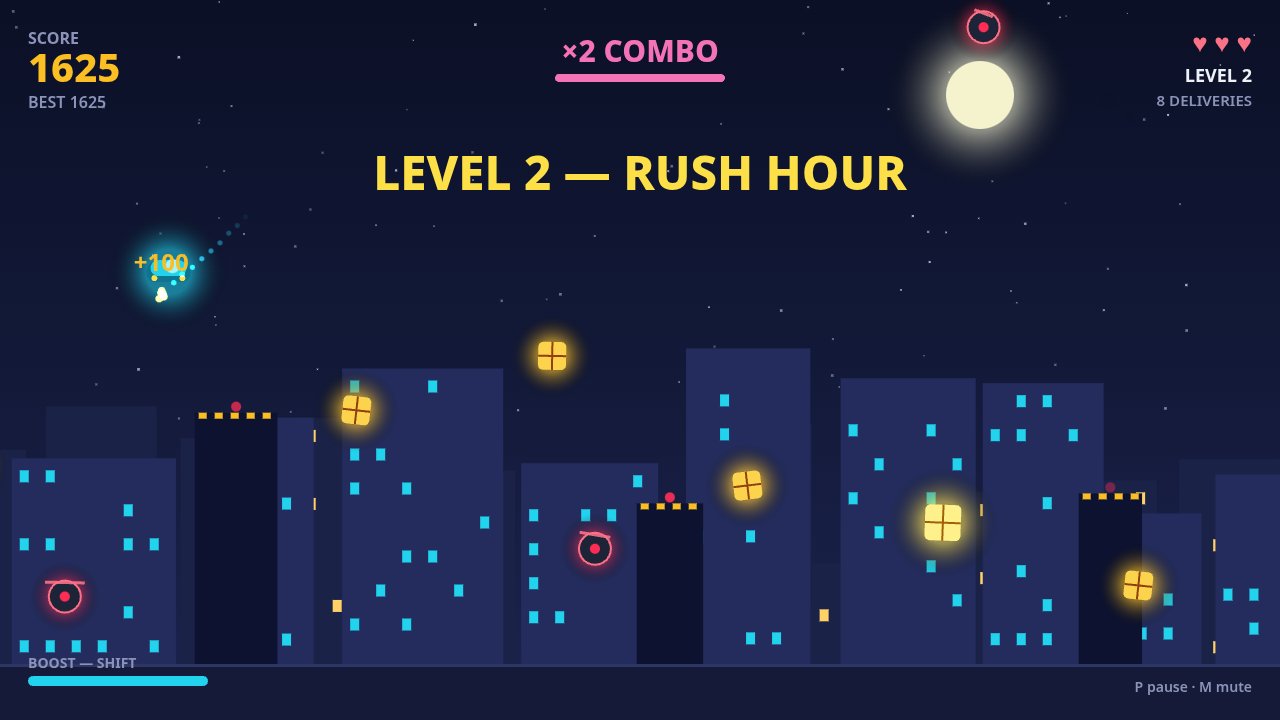 SCORE
1625
BEST 1625
×2 COMBO
♥ ♥ ♥
LEVEL 2
8 DELIVERIES
LEVEL 2 — RUSH HOUR
+100
BOOST — SHIFT
P pause · M mute